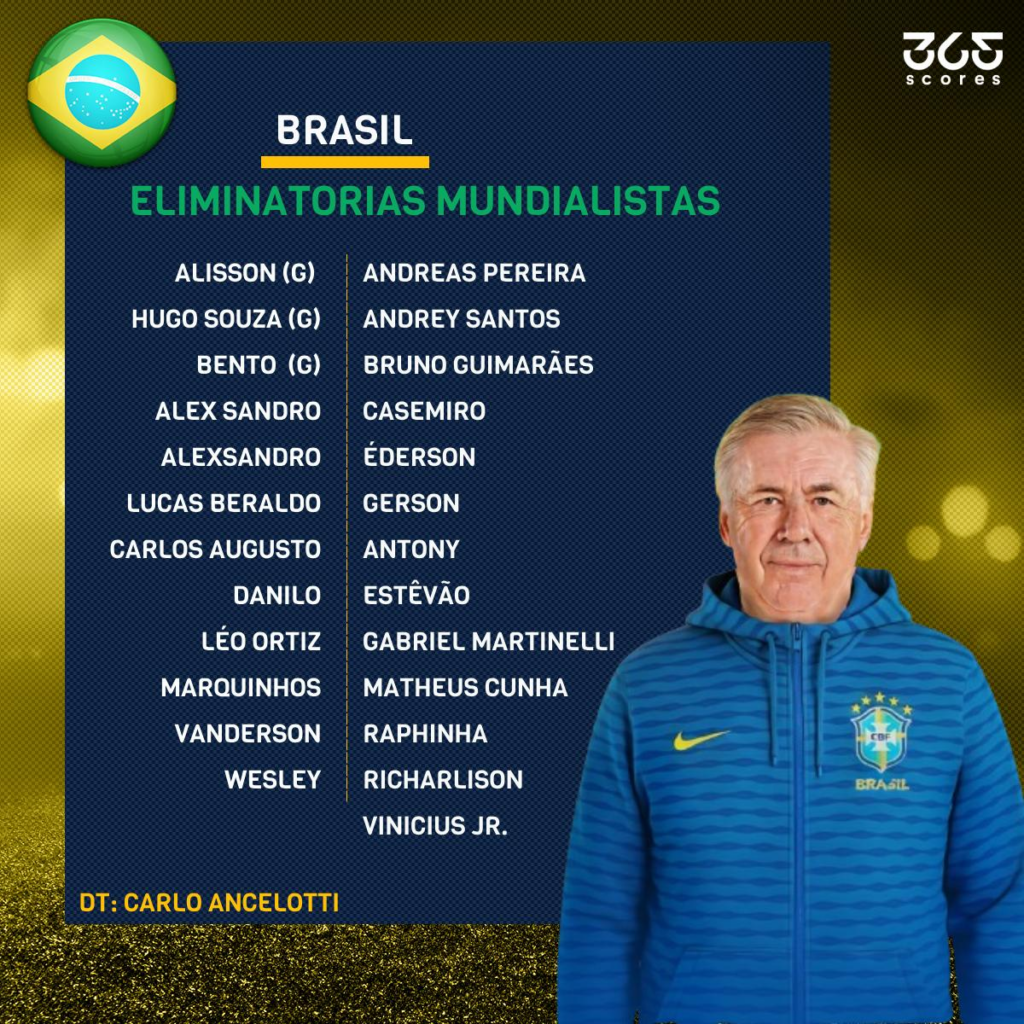 365
scores
BRASIL
ELIMINATORIAS MUNDIALISTAS
ALISSON (G)
HUGO SOUZA (G)
BENTO (G)
ALEX SANDRO
ALEXSANDRO
LUCAS BERALDO
CARLOS AUGUSTO
DANILO
LÉO ORTIZ
MARQUINHOS
VANDERSON
WESLEY
ANDREAS PEREIRA
ANDREY SANTOS
BRUNO GUIMARÃES
CASEMIRO
ÉDERSON
GERSON
ANTONY
ESTÊVÃO
GABRIEL MARTINELLI
MATHEUS CUNHA
RAPHINHA
RICHARLISON
VINICIUS JR.
CBF
BRASIL
DT: CARLO ANCELOTTI